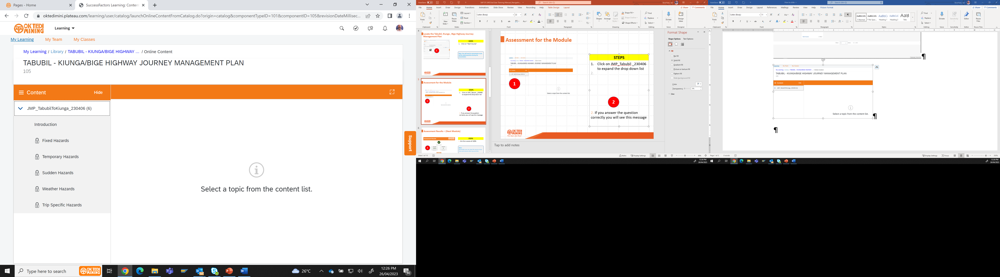 Pages - Home
SuccessFactors Learning: Conten
oktedimini.plateau.com/learning/user/catalog/launchOnlineContentFromCatalog.do?origin=catalog&componentTypeID=101&componentID=105&revisionDateMillisec...
OK TEDI
MINING
Learning
My Learning
My Team
My Classes
My Learning / Library / TABUBIL - KIUNGA/BIGE HIGHWAY ... / Online Content
TABUBIL - KIUNGA/BIGE HIGHWAY JOURNEY MANAGEMENT PLAN
105
Content
Hide
JMP_TabubilToKiunga_230406 (6)
Introduction
Fixed Hazards
Temporary Hazards
Sudden Hazards
Weather Hazards
Trip Specific Hazards
Select a topic from the content list.
Support
Type here to search
OK TEDI
MINING
26°C
12:26 PM
26/04/2023
30
AutoSave
Off
Search (Alt+Q)
File Home Insert Draw Design Transitions Animations Slide Show Review View Recording Help Table Design Layout
Share
Comments
Paste
New
Slide
Reuse
Slides
Layout
Reset
Section
Calibri (Body)
22
Shapes Arrange Quick
Styles
Shape Fill
Shape Outline
Shape Effects
Find
Replace
Select
Dictate
Design
Ideas
Clipboard
Slides
Font
Paragraph
Drawing
Editing
Voice
Designer
4
Locate the Tabubil, Kiunga , Bige Highway Journey
Management Plan
STEPS
1. Click on "Start Course".
1
5
Assessment for the Module
STEPS
1. Click on JMP_Tabubil _230406
to expand the drop down list
1
2
If you answer the question
correctly you will see this message
6
Assessment Results – (Next Module)
STEPS
Aim for a score of 100%
Assessment for the Module
TABUBIL - KIUNGA/BIGE HIGHWAY JOURNEY MANAGEMENT PLAN
1
Select a topic from the content list.
STEPS
1. Click on JMP_Tabubil _230406
to expand the drop down list
2.
2
2. If you answer the question
correctly you will see this message
OK TEDI
MINING
Tap to add notes
Format Shape
Shape Options
Text Options
Fill
No fill
Solid fill
Gradient fill
Picture or texture fill
Pattern fill
Slide background fill
Color
Transparency
0%
Line
Slide 5 of 10
Notes
Display Settings
90%
12:26 PM
26/04/2023
AutoSave
Off
How to slide
Search (Alt+Q)
File Home Insert Draw Design Layout References Mailings Review View Help Picture Format
Share
Comments
Paste
Calibri (Body)
11
AaBbCcDc AaBbCcDc AaBbCc AaBbCcC AaB
Normal
No Spac...
Heading 1
Heading 2
Title
Find
Replace
Select
Dictate
Sensitivity
Editor
Reuse
Files
Clipboard
Font
Paragraph
Styles
Editing
Voice
Sensitivity
Editor
Reuse Files
My Learning / Library / TABUBIL - KIUNGA/BIGE HIGHWAY ... / Online Content
TABUBIL - KIUNGA/BIGE HIGHWAY JOURNEY MANAGEMENT PLAN
105
Content
Hide
JMP_TabubilToKiunga_230406 (6)
Select a topic from the content list.
Page 1 of 3
0 words
Display Settings
Focus
350%
12:26 PM
26/04/2023